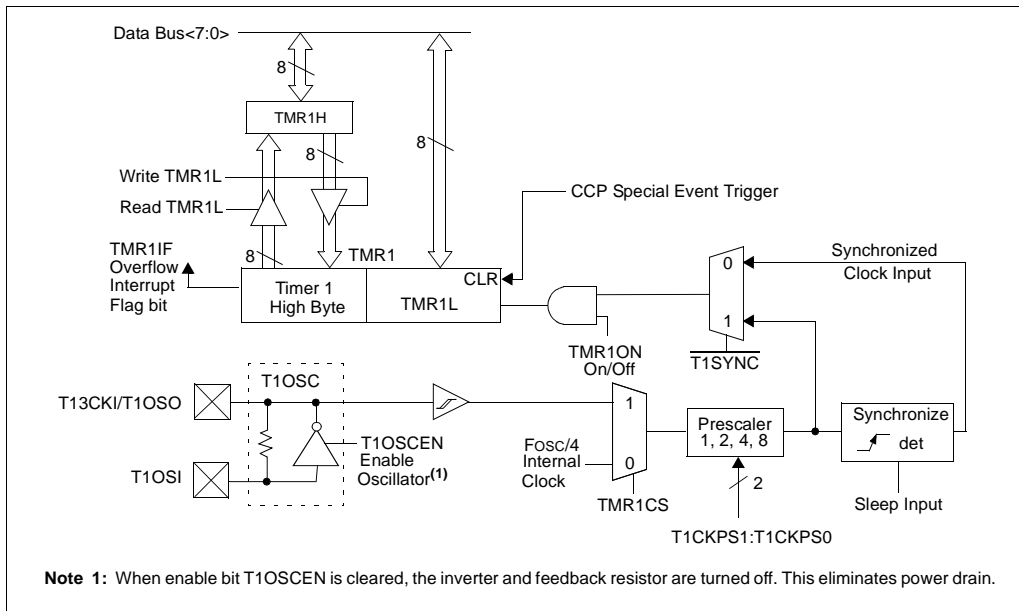 Data Bus<7:0>
8
TMR1H
8
8
Write TMR1L
Read TMR1L
CCP Special Event Trigger
TMR1IF
Overflow
Interrupt
Flag bit
8
TMR1
Timer 1
High Byte
TMR1L
CLR
0
1
Synchronized
Clock Input
TMR1ON
On/Off
T1SYNC
T13CKI/T1OSO
T1OSC
T1OSCEN
Enable
Oscillator(1)
T1OSI
FOSC/4
Internal
Clock
1
0
TMR1CS
Prescaler
1, 2, 4, 8
2
T1CKPS1:T1CKPS0
Synchronize
det
Sleep Input
Note 1: When enable bit T1OSCEN is cleared, the inverter and feedback resistor are turned off. This eliminates power drain.